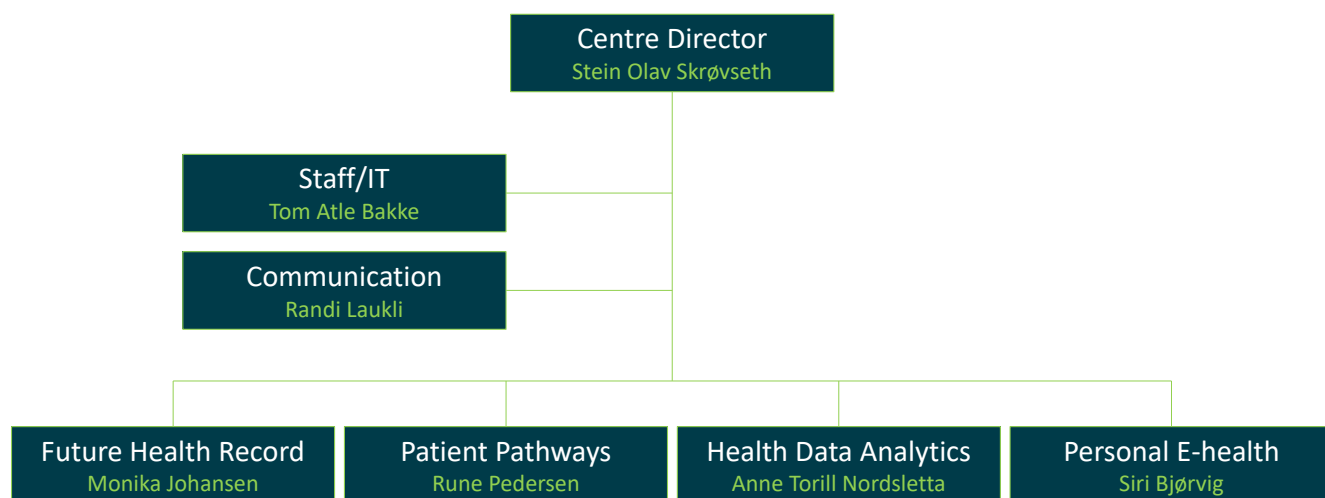 Centre Director
Stein Olav Skrøvseth
Staff/IT
Tom Atle Bakke
Communication
Randi Laukli
Future Health Record
Monika Johansen
Patient Pathways
Rune Pedersen
Health Data Analytics
Anne Torill Nordsletta
Personal E-health
Siri Bjørvig